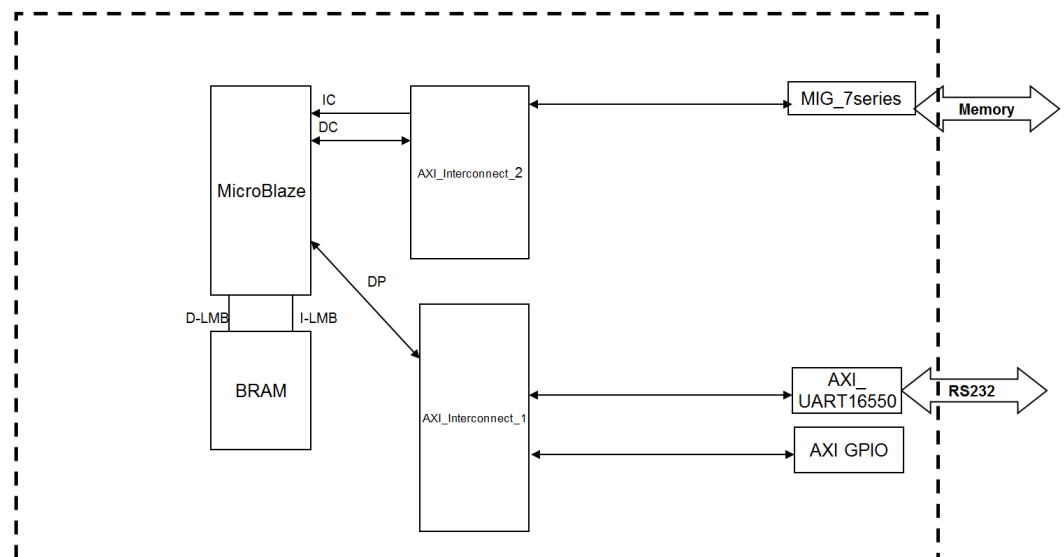 IC
MIG_7series
Memory
DC
AXI_Interconnect_2
MicroBlaze
DP
D-LMB
I-LMB
BRAM
AXI_Interconnect_1
AXI_
UART16550
RS232
AXI GPIO